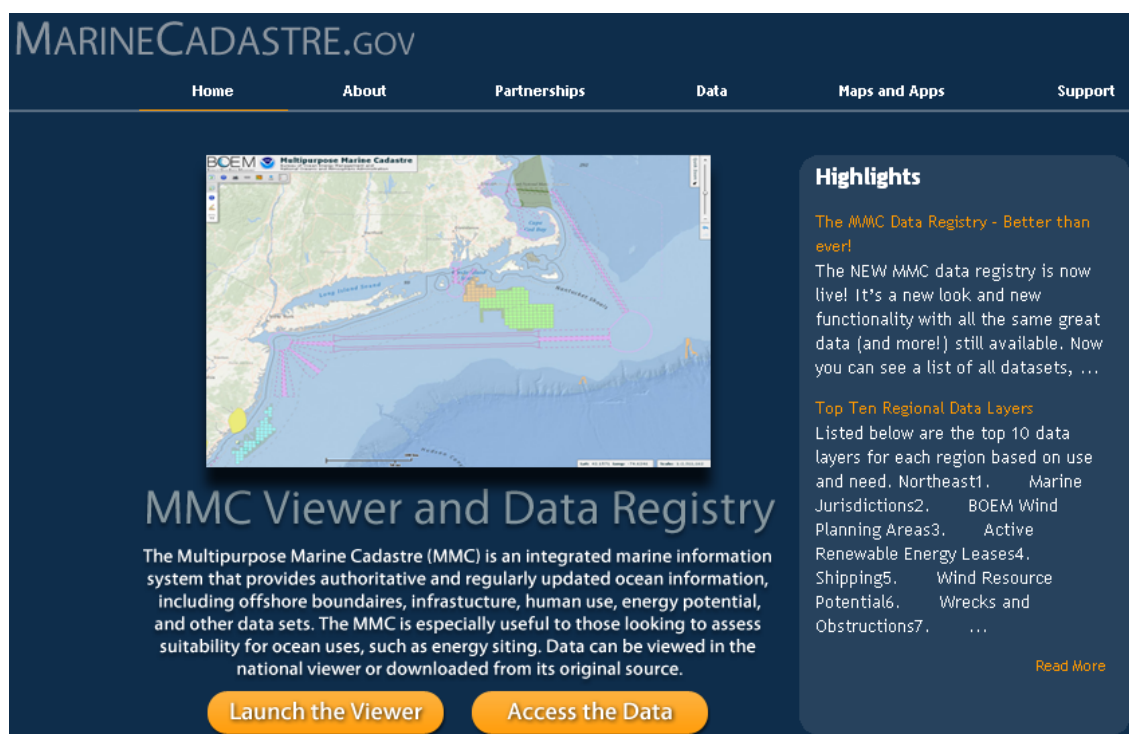 MARINECADASTRE.GOV
Home About Partnerships Data Maps and Apps Support
BOEM Multipurpose Marine Cadastre
Long Island Sound
Nantucket Shoals
Cape Cod Bay
MMC Viewer and Data Registry
The Multipurpose Marine Cadastre (MMC) is an integrated marine information
system that provides authoritative and regularly updated ocean information,
including offshore boundaires, infrastucture, human use, energy potential,
and other data sets. The MMC is especially useful to those looking to assess
suitability for ocean uses, such as energy siting. Data can be viewed in the
national viewer or downloaded from its original source.
Launch the Viewer Access the Data
Highlights
The MMC Data Registry - Better than
ever!
The NEW MMC data registry is now
live! It's a new look and new
functionality with all the same great
data (and more!) still available. Now
you can see a list of all datasets, ...
Top Ten Regional Data Layers
Listed below are the top 10 data
layers for each region based on use
and need. Northeast1. Marine
Jurisdictions2. BOEM Wind
Planning Areas3. Active
Renewable Energy Leases4.
Shipping5. Wind Resource
Potential6. Wrecks and
Obstructions7. ...
Read More